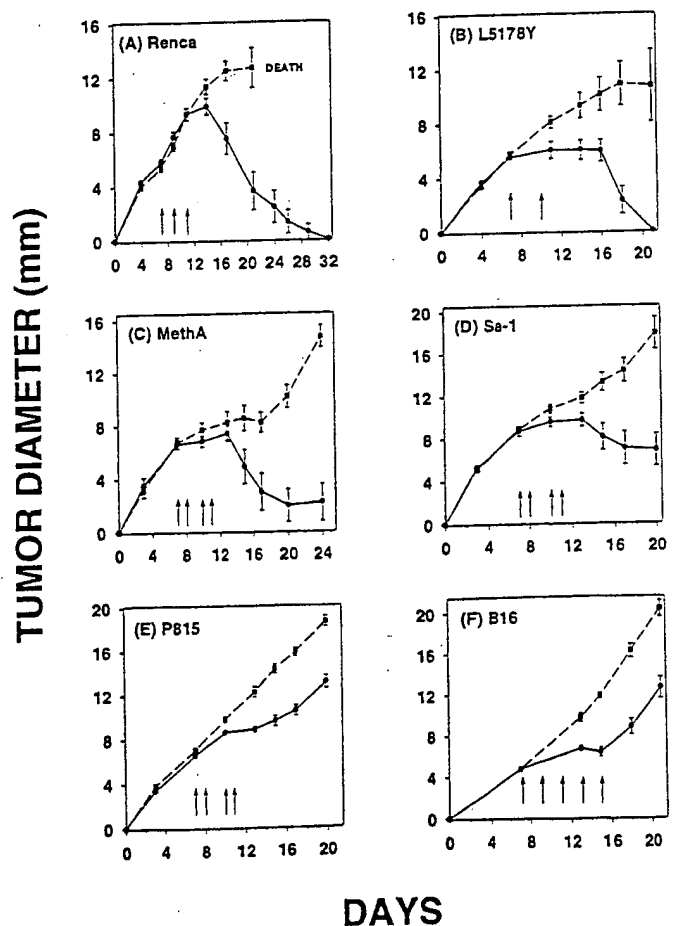 TUMOR DIAMETER (mm)
(A) Renca
DEATH
16
12
8
4
0
0 4 8 12 16 20 24 28 32
(B) L5178Y
16
12
8
4
0
0 4 8 12 16 20
(C) MethA
16
12
8
4
0
0 4 8 12 16 20 24
(D) Sa-1
20
16
12
8
4
0
0 4 8 12 16 20
(E) P815
20
16
12
8
4
0
0 4 8 12 16 20
(F) B16
20
16
12
8
4
0
0 4 8 12 16 20
DAYS